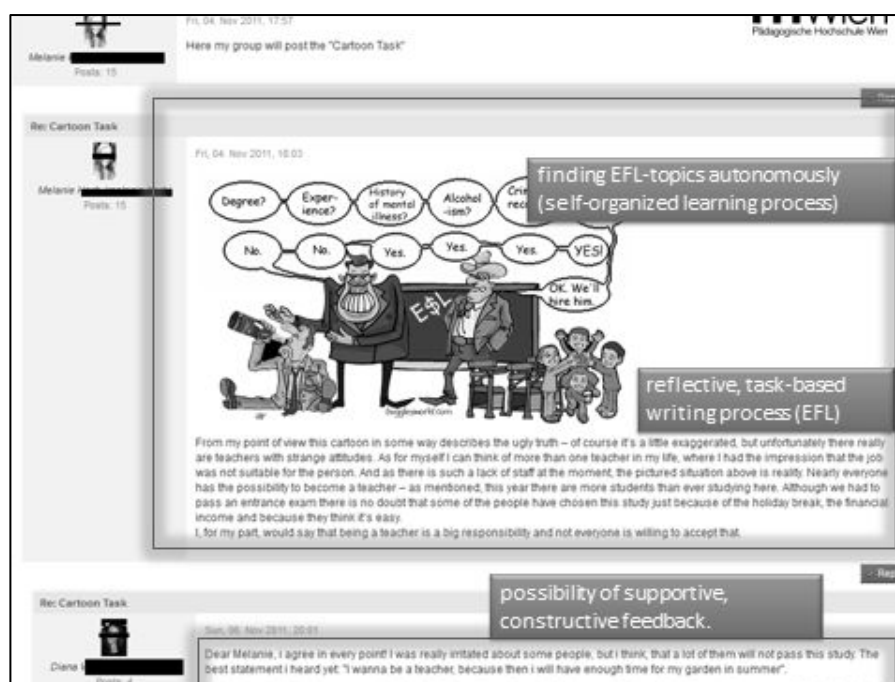 Fri, 04. Nov 2011, 17:57
Wien
Pädagogische Hochschule Wien
Melanie
Posts: 15
Here my group will post the "Cartoon Task"
Re: Cartoon Task
Fri, 04. Nov 2011, 18:03
Melanie
Posts: 15
finding EFL-topics autonomously
(self-organized learning process)
Degree?
Exper-
ience?
History
of mental
illness?
Alcohol
-ism?
No.
No.
Yes.
Yes.
Yes.
YES!
OK. We'll
hire him.
E$L
reflective, task-based
writing process (EFL)
From my point of view this cartoon in some way describes the ugly truth – of course it's a little exaggerated, but unfortunately there really
are teachers with strange attitudes. As for myself I can think of more than one teacher in my life, where I had the impression that the job
was not suitable for the person. And as there is such a lack of staff at the moment, the pictured situation above is reality. Nearly everyone
has the possibility to become a teacher – as mentioned, this year there are more students than ever studying here. Although we had to
pass an entrance exam there is no doubt that some of the people have chosen this study just because of the holiday break, the financial
income and because they think it's easy.
I, for my part, would say that being a teacher is a big responsibility and not everyone is willing to accept that.
possibility of supportive,
constructive feedback.
Re: Cartoon Task
Sun, 06. Nov 2011, 20:01
Diana
Posts: 4
Dear Melanie, i agree in every point! I was really irritated about some people, but i think, that a lot of them will not pass this study. The
best statement i heard yet: "I wanna be a teacher, because then i will have enough time for my garden in summer".